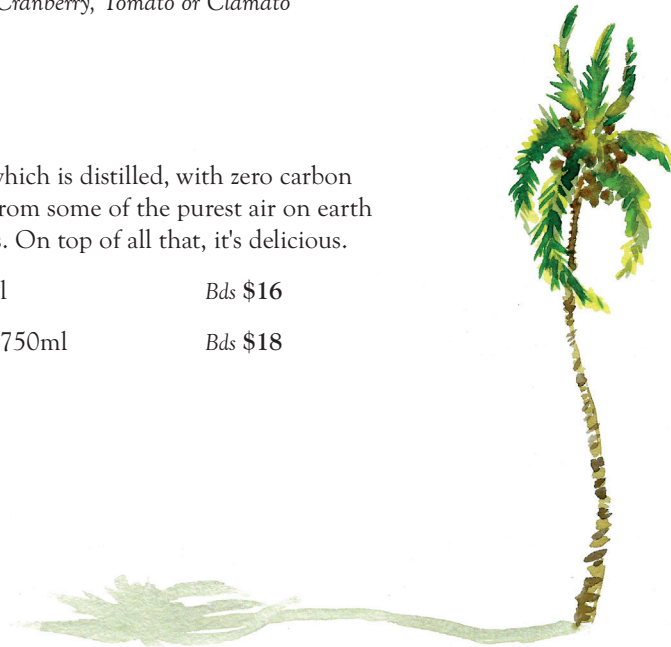 Cranberry, Tomato or Clamato
which is distilled, with zero carbon
from some of the purest air on earth
. On top of all that, it's delicious.
l Bds $16
750ml Bds $18